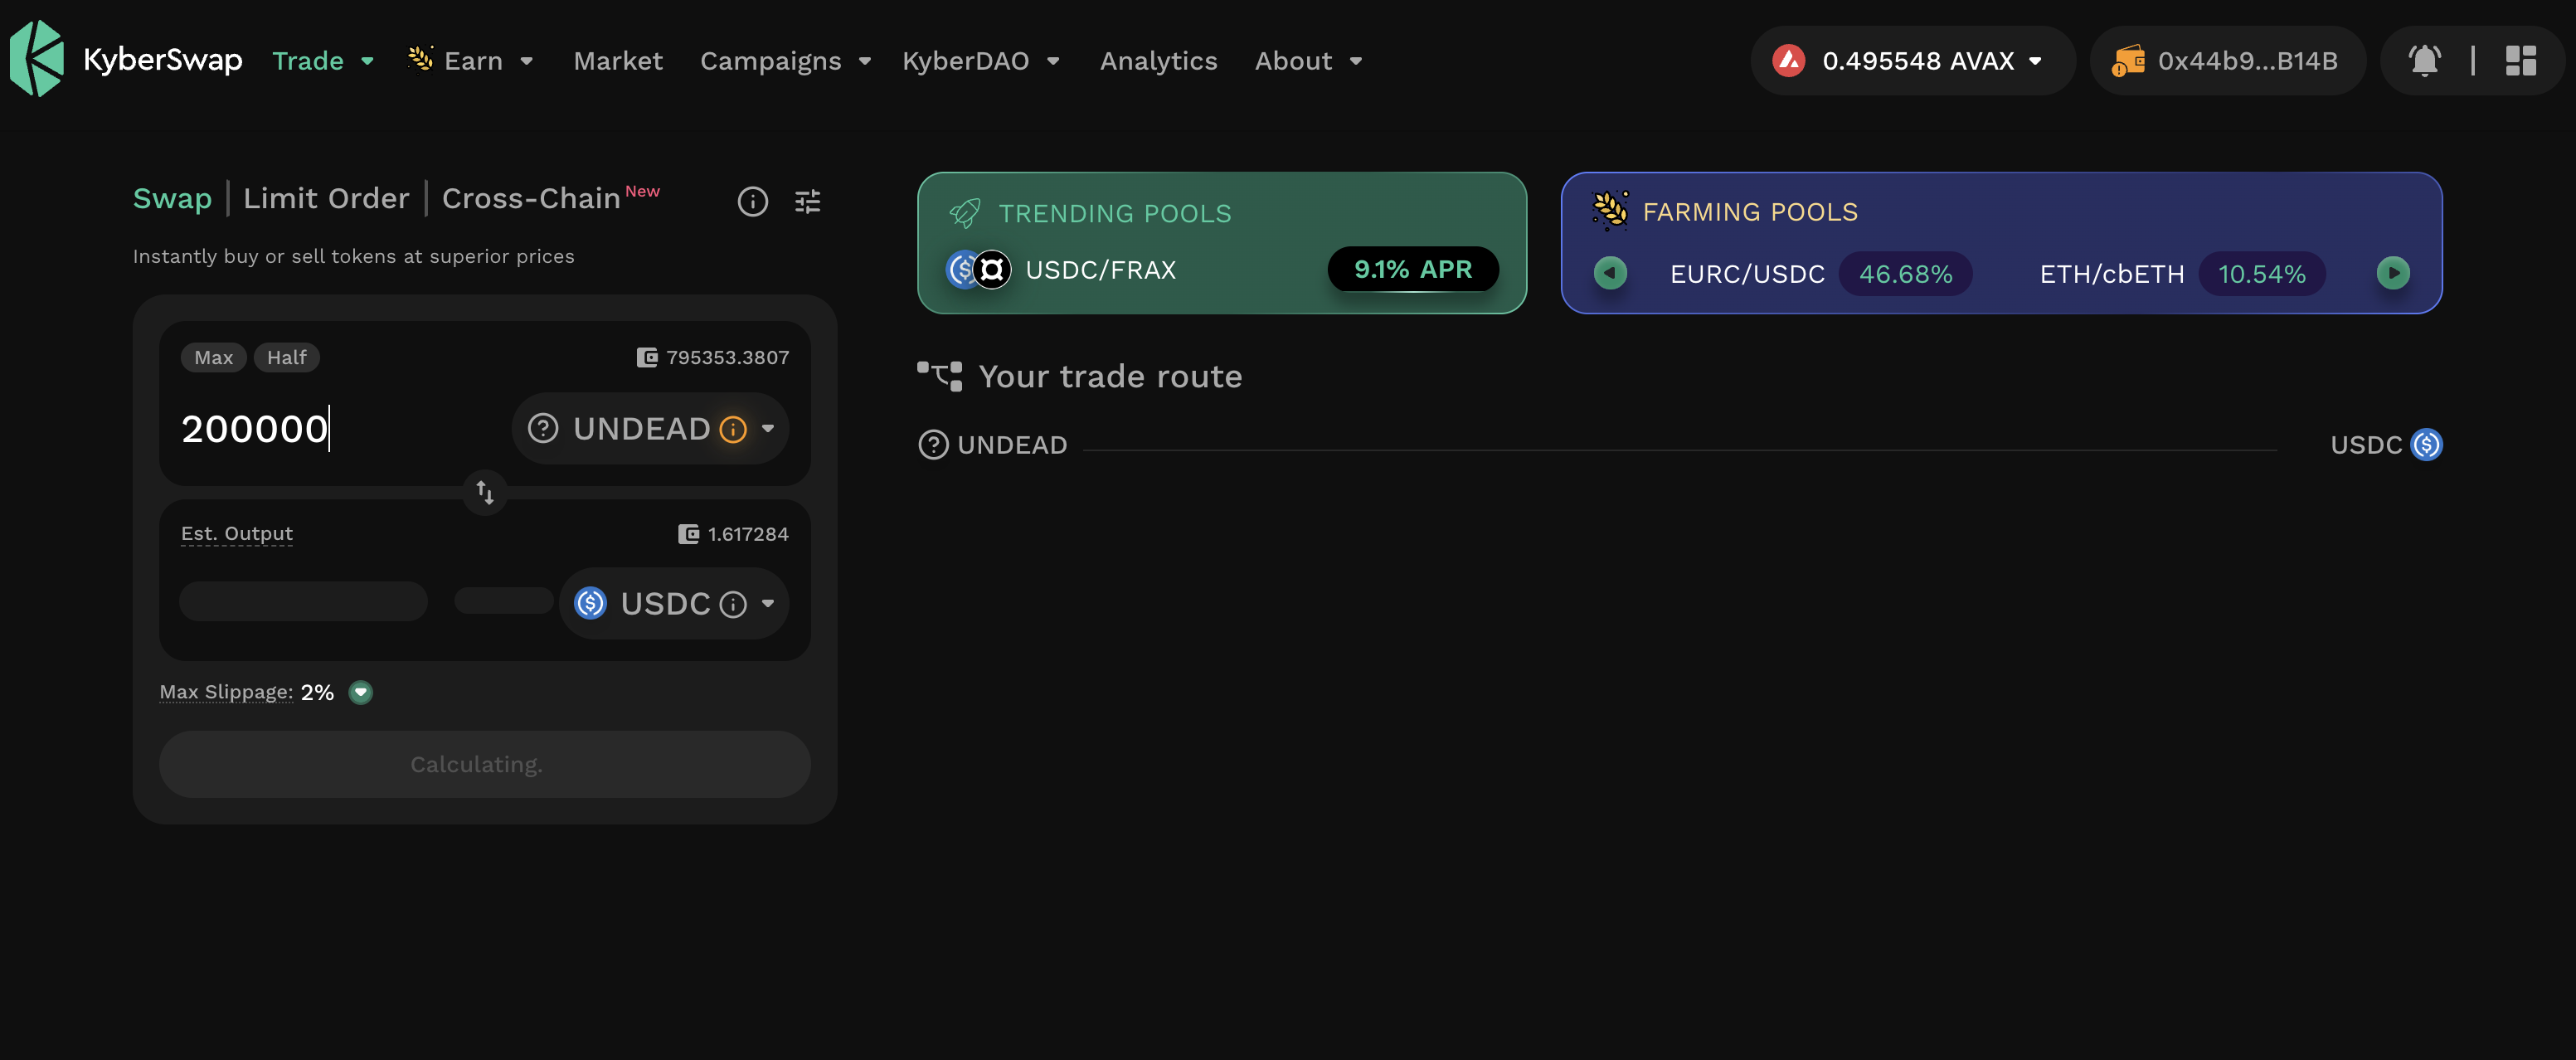 KyberSwap Trade Earn Market Campaigns KyberDAO Analytics About 0.495548 AVAX 0x44b9...B14B
Swap | Limit Order | Cross-Chain New
Instantly buy or sell tokens at superior prices
Max Half 795353.3807
200000 UNDEAD
Est. Output 1.617284
USDC
Max Slippage: 2%
Calculating.
TRENDING POOLS
USDC/FRAX 9.1% APR
FARMING POOLS
EURC/USDC 46.68% ETH/cbETH 10.54%
Your trade route
UNDEAD USDC